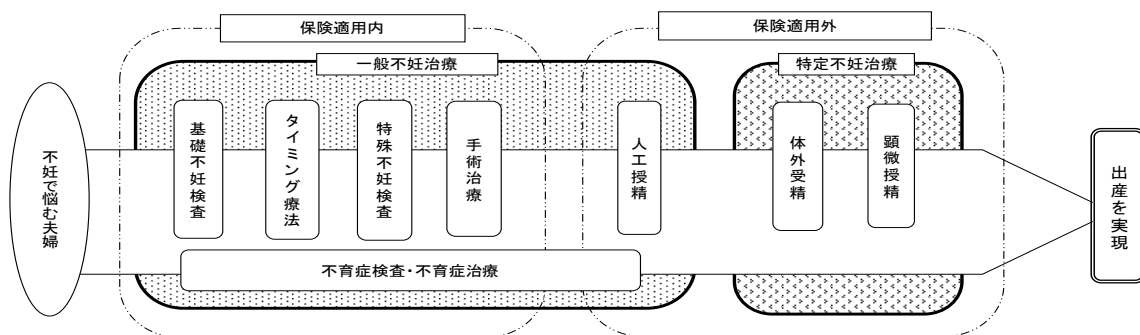 保険適用内
保険適用外
一般不妊治療
特定不妊治療
不妊で悩む夫婦
基礎不妊検査
タイミング療法
特殊不妊検査
手術治療
人工授精
体外受精
顕微授精
出産を実現
不育症検査・不育症治療